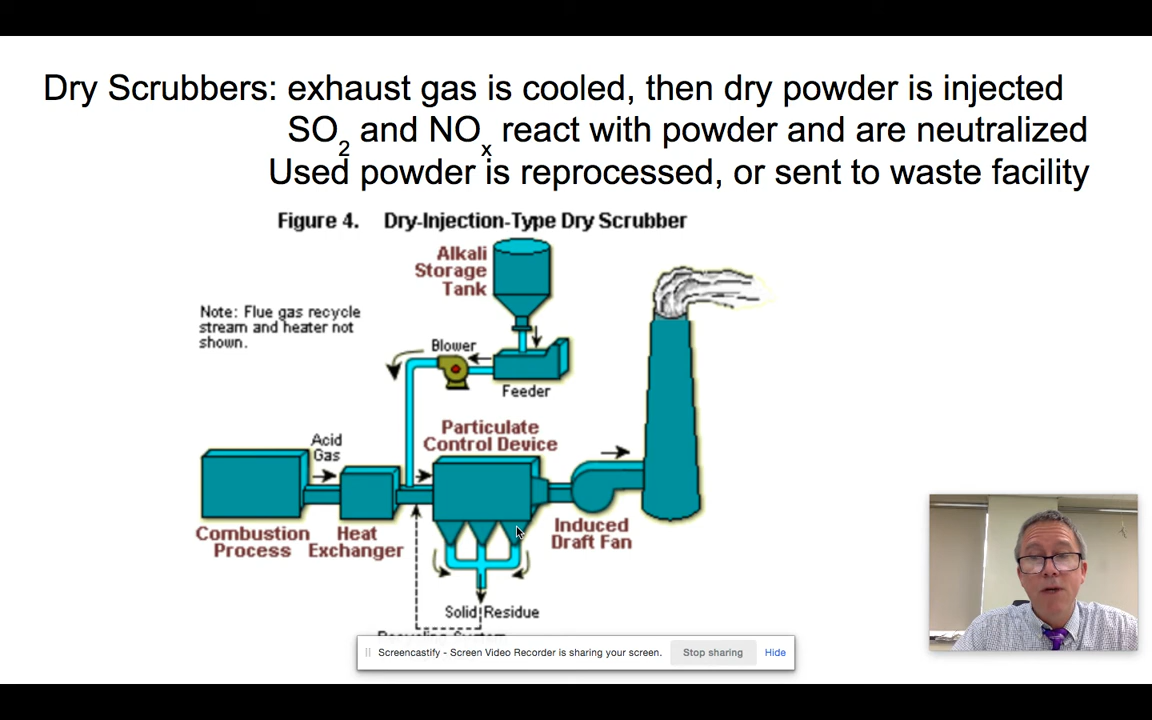 Dry Scrubbers: exhaust gas is cooled, then dry powder is injected
SO2 and NOx react with powder and are neutralized
Used powder is reprocessed, or sent to waste facility
Figure 4. Dry-Injection-Type Dry Scrubber
Alkali
Storage
Tank
Note: Flue gas recycle
stream and heater not
shown.
Blower
Feeder
Particulate
Control Device
Acid
Gas
Combustion
Process
Heat
Exchanger
Induced
Draft Fan
Solid Residue
Recycling System
Screencastify - Screen Video Recorder is sharing your screen.
Stop sharing
Hide